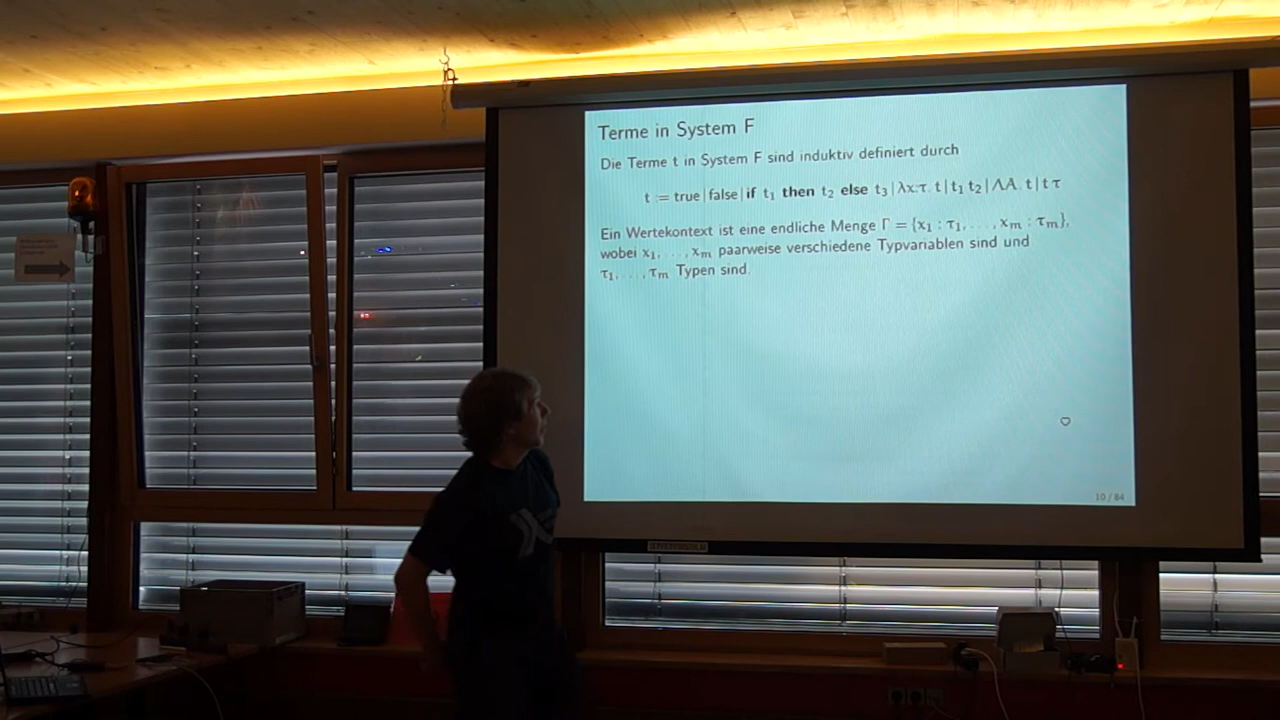 Terme in System F
Die Terme t in System F sind induktiv definiert durch
t := true | false | if t₁ then t₂ else t₃ | λx:τ. t | t₁ t₂ | ΛA. t | t τ
Ein Wertekontext ist eine endliche Menge Γ = {x₁ : τ₁, . . . , xₘ : τₘ},
wobei x₁, . . . , xₘ paarweise verschiedene Typvariablen sind und
τ₁, . . . , τₘ Typen sind.
10 / 84